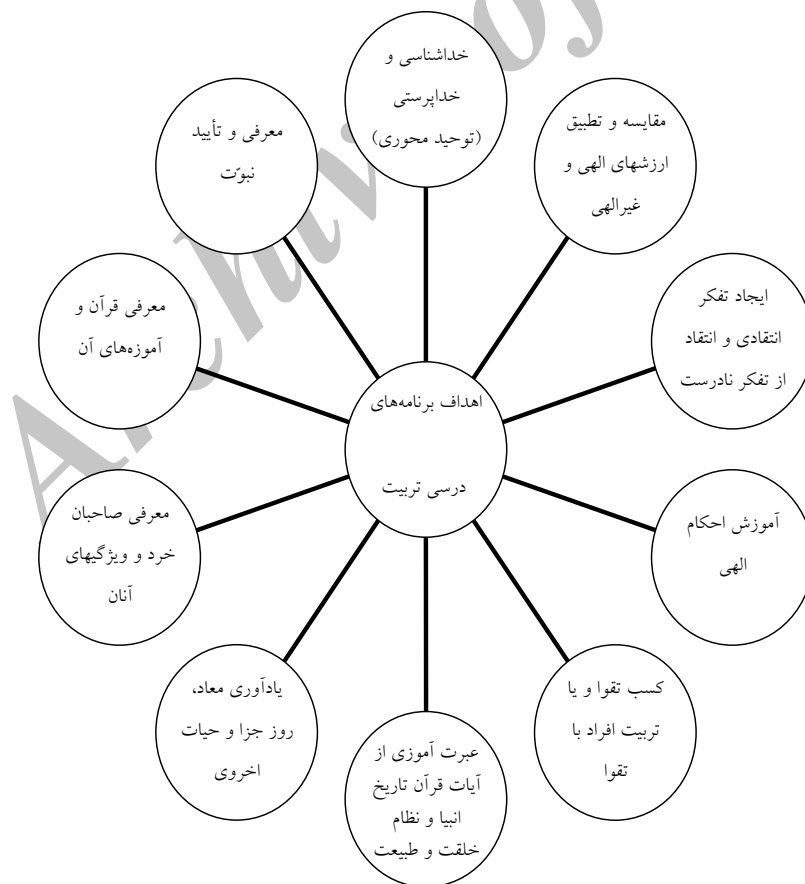 خداشناسی و
خداپرستی
(توحید محوری)
مقایسه و تطبیق
ارزشهای الهی و
غیرالهی
ایجاد تفکر
انتقادی و انتقاد
از تفکر نادرست
آموزش احکام
الهی
کسب تقوا و یا
تربیت افراد با
تقوا
عبرت آموزی از
آیات قرآن تاریخ
انبیا و نظام
خلقت و طبیعت
یادآوری معاد،
روز جزا و حیات
اخروی
معرفی صاحبان
خرد و ویژگیهای
آنان
معرفی قرآن و
آموزه‌های آن
معرفی و تأیید
نبوّت
اهداف برنامه‌های
درسی تربیت